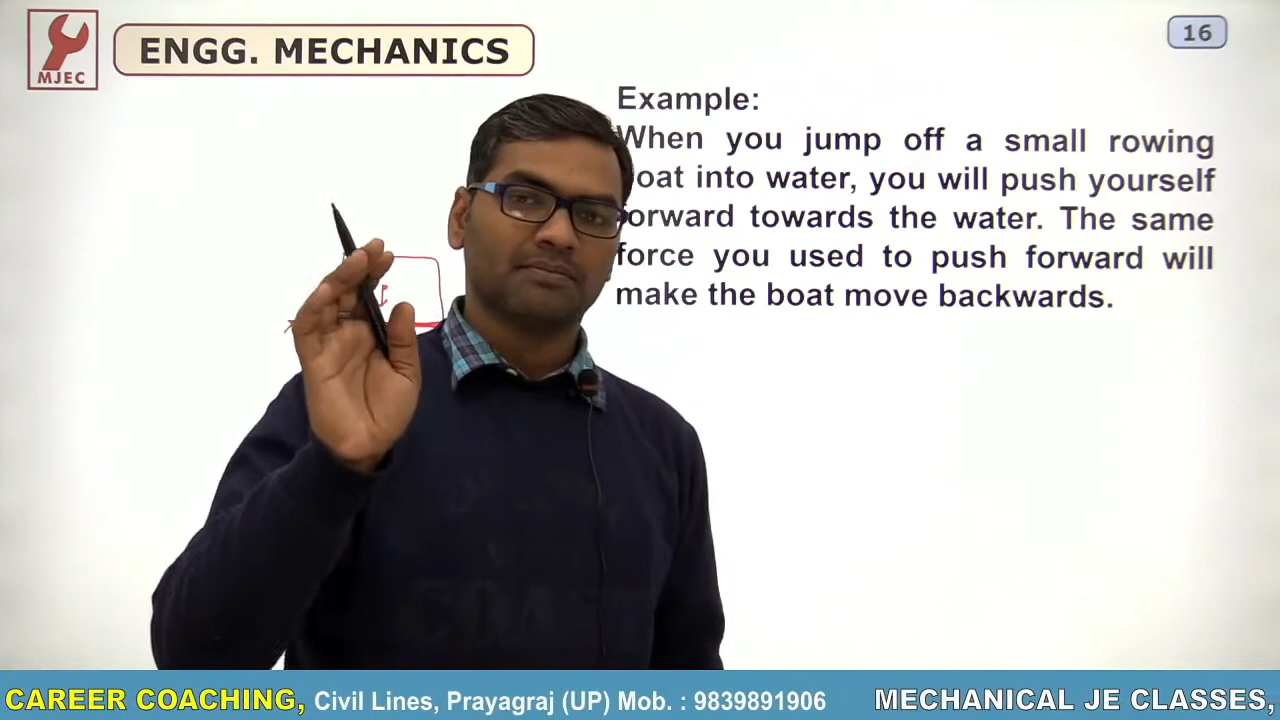 MJEC
ENGG. MECHANICS
16
Example:
When you jump off a small rowing
boat into water, you will push yourself
forward towards the water. The same
force you used to push forward will
make the boat move backwards.
CAREER COACHING, Civil Lines, Prayagraj (UP) Mob. : 9839891906 MECHANICAL JE CLASSES,